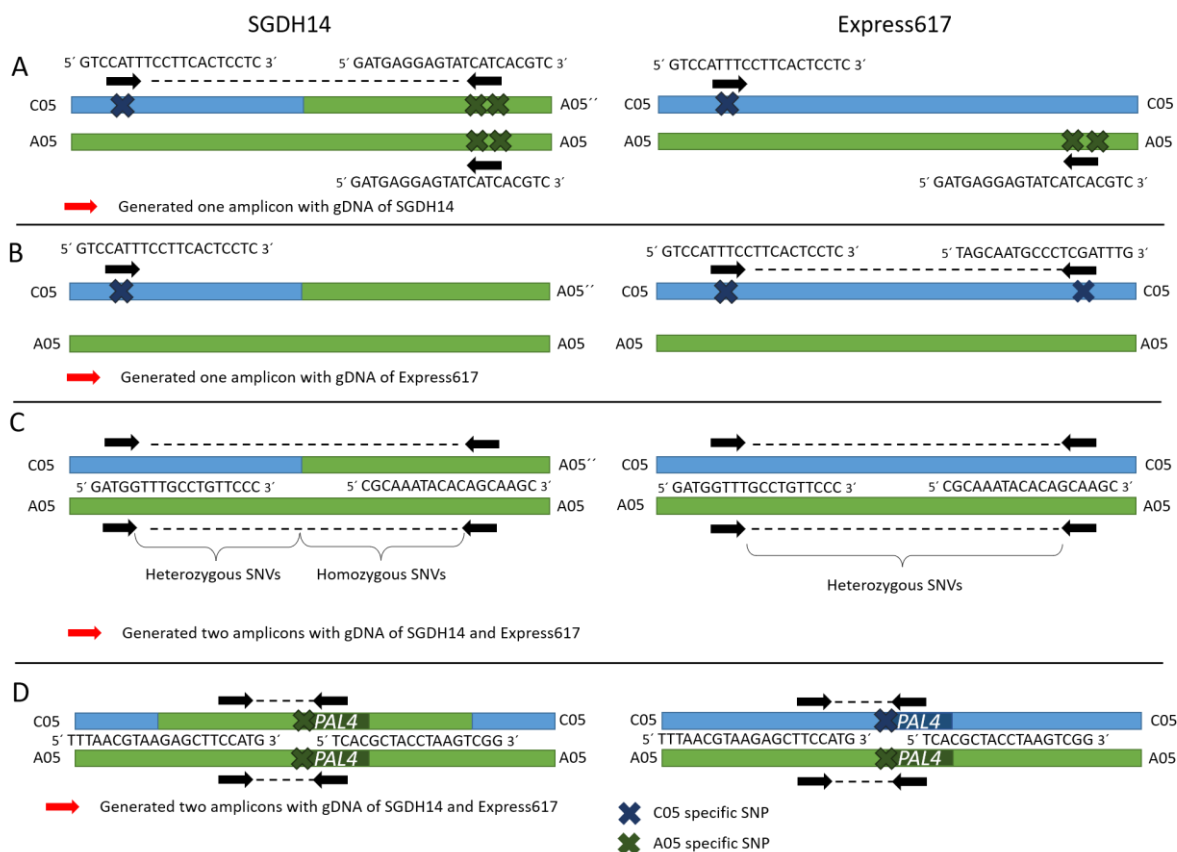 SGDH14 Express617
A
5´ GTCCATTTCCTTCACTCCTC 3´ GATGAGGAGTATCATCACGTC 3´ 5´ GTCCATTTCCTTCACTCCTC 3´
C05 A05´´ C05 C05
A05 A05 A05 A05
5´ GATGAGGAGTATCATCACGTC 3´ 5´ GATGAGGAGTATCATCACGTC 3´
Generated one amplicon with gDNA of SGDH14
B
5´ GTCCATTTCCTTCACTCCTC 3´ 5´ GTCCATTTCCTTCACTCCTC 3´ 5´ TAGCAATGCCCTCGATTTG 3´
C05 A05´´ C05 C05
A05 A05 A05 A05
Generated one amplicon with gDNA of Express617
C
C05 A05´´ C05 C05
5´ GATGGTTTGCCTGTTCCC 3´ 5´ CGCAAATACACAGCAAGC 3´ 5´ GATGGTTTGCCTGTTCCC 3´ 5´ CGCAAATACACAGCAAGC 3´
A05 A05 A05 A05
Heterozygous SNVs Homozygous SNVs Heterozygous SNVs
Generated two amplicons with gDNA of SGDH14 and Express617
D
C05 PAL4 C05 C05 PAL4 C05
5´ TTTAACGTAAGAGCTTCCATG 3´ 5´ TCACGCTACCTAAGTCGG 3´ 5´ TTTAACGTAAGAGCTTCCATG 3´ 5´ TCACGCTACCTAAGTCGG 3´
A05 PAL4 A05 A05 PAL4 A05
Generated two amplicons with gDNA of SGDH14 and Express617
C05 specific SNP
A05 specific SNP